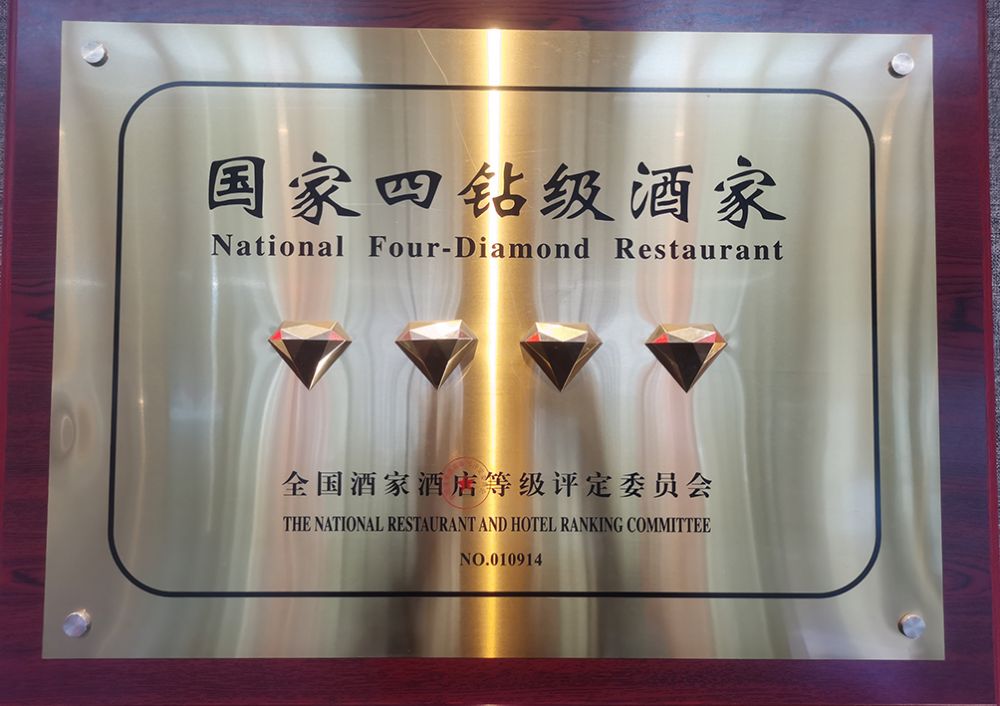 国家四钻级酒家
National Four-Diamond Restaurant
全国酒家酒店等级评定委员会
THE NATIONAL RESTAURANT AND HOTEL RANKING COMMITTEE
NO.010914